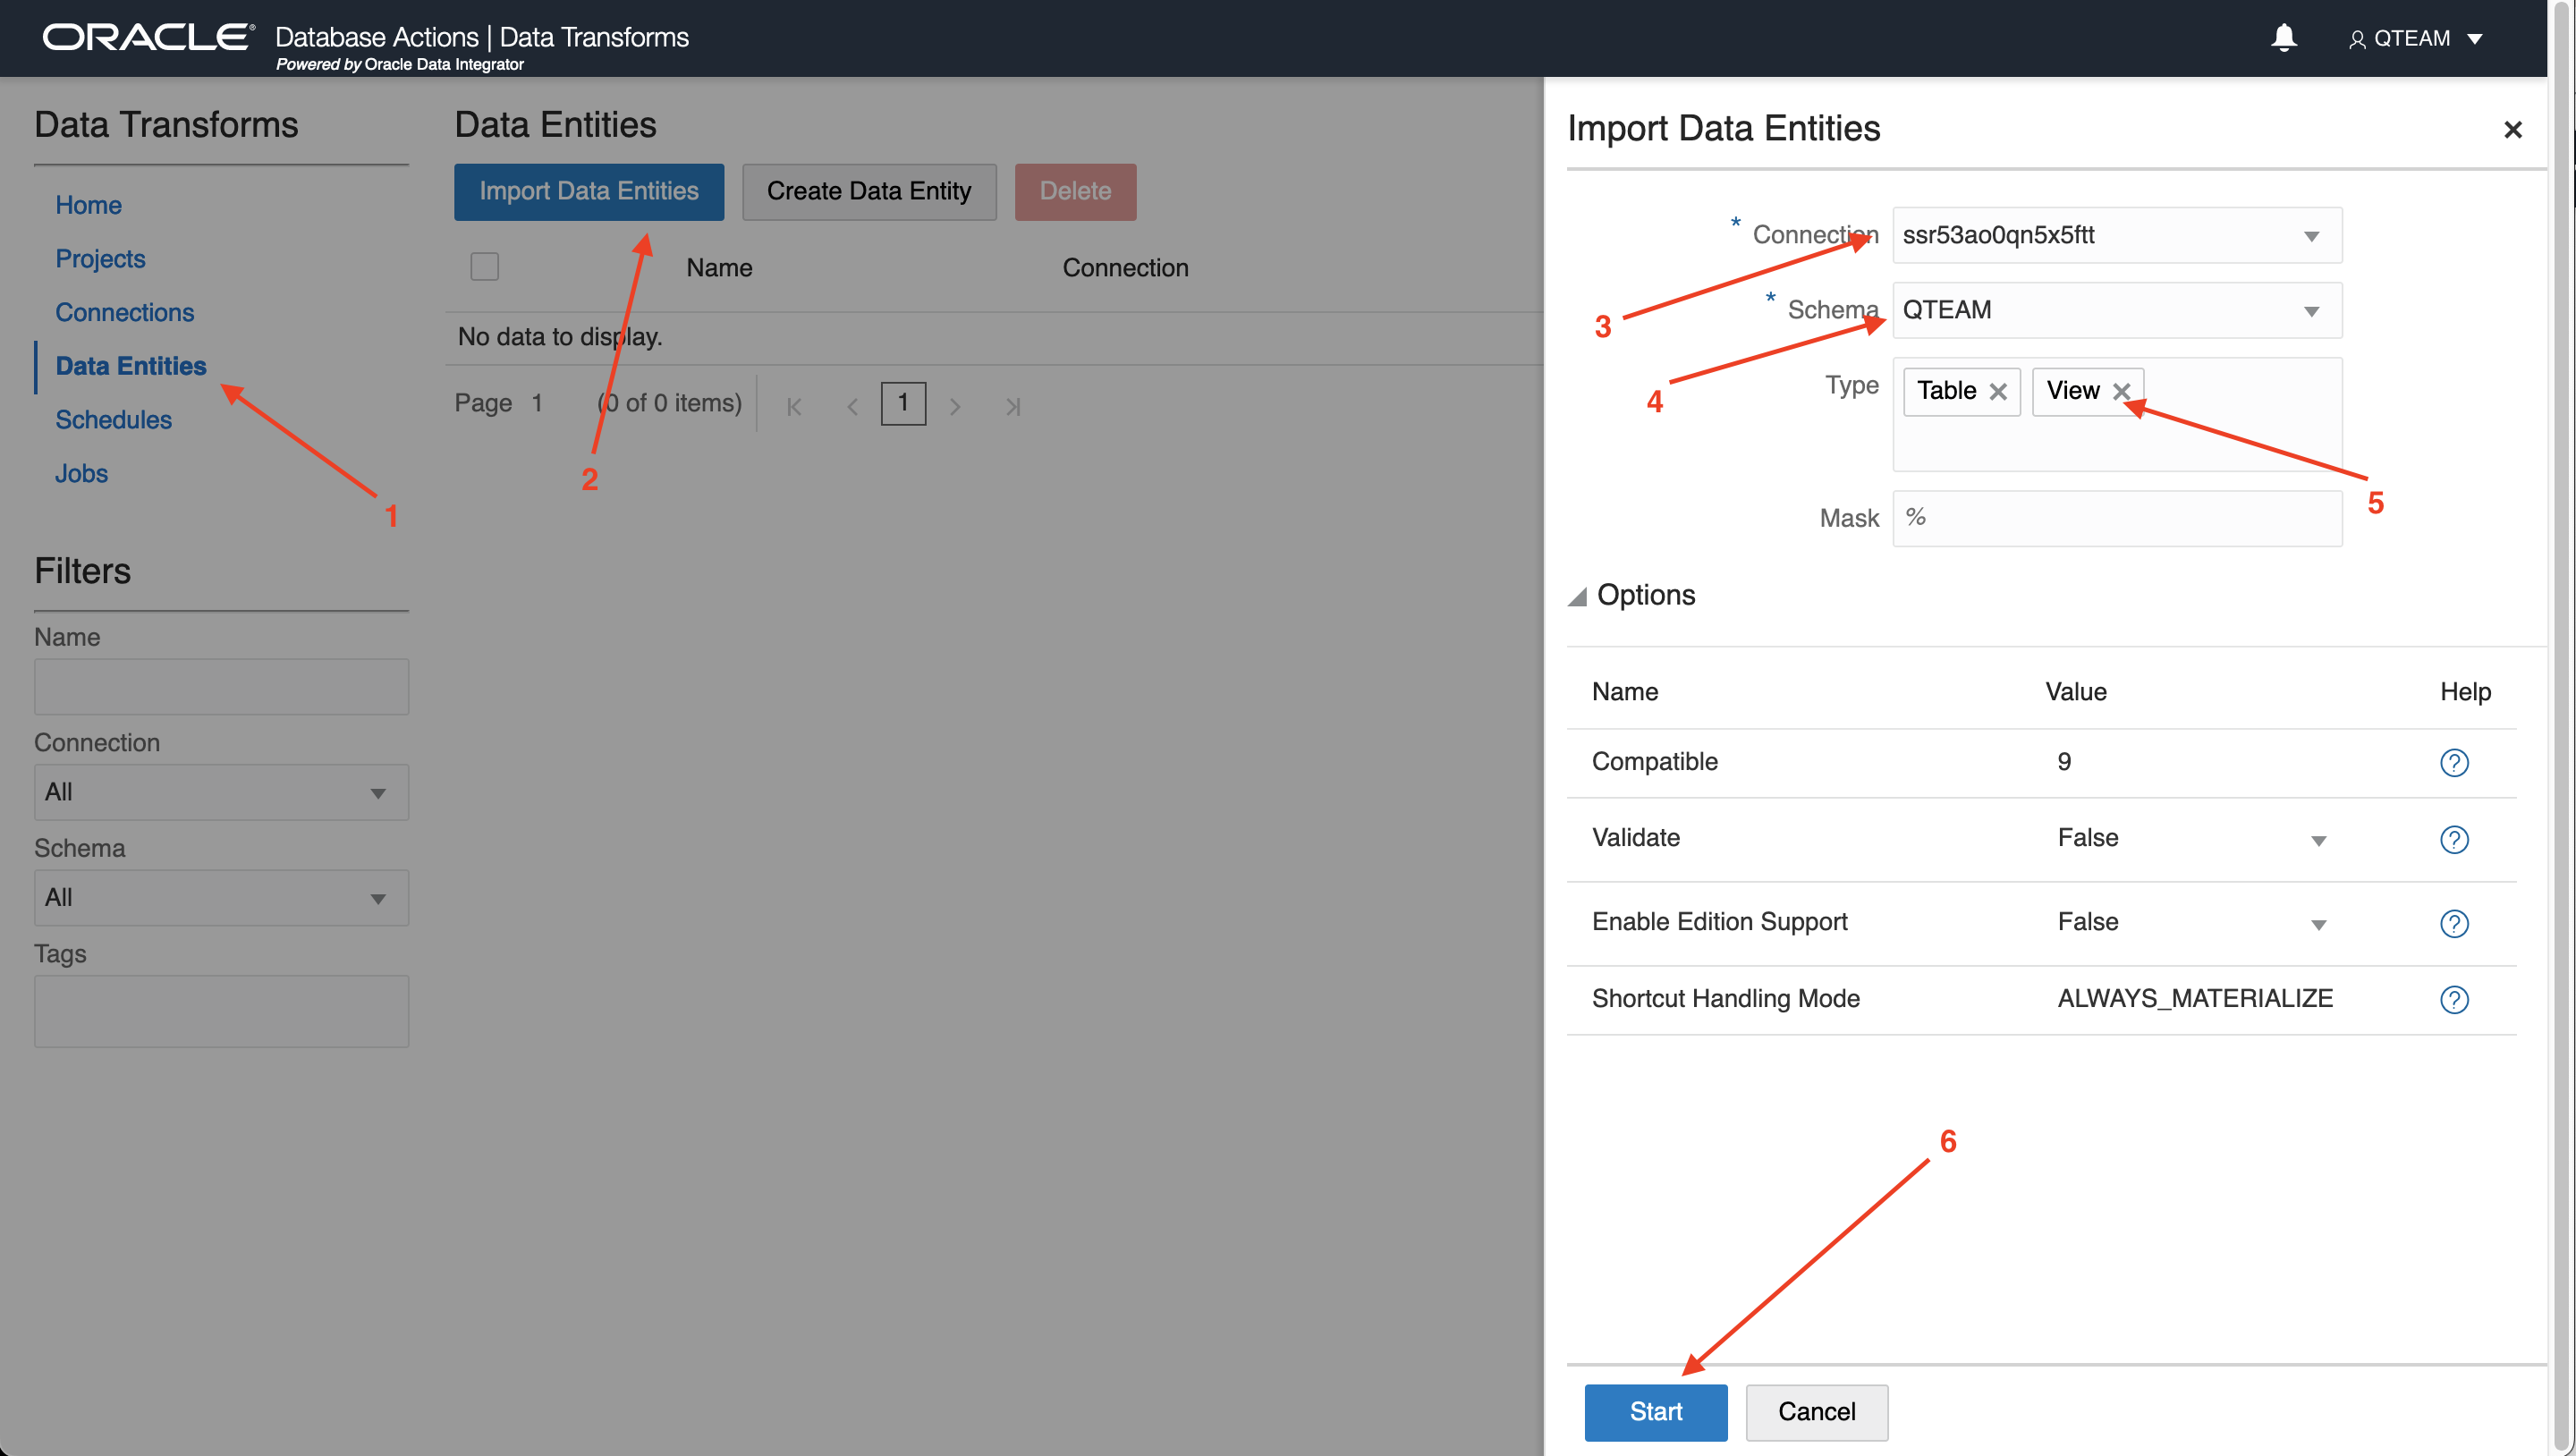 ORACLE® Database Actions | Data Transforms
Powered by Oracle Data Integrator
QTEAM
Data Transforms
Home
Projects
Connections
Data Entities
Schedules
Jobs
1
Filters
Name
Connection
All
Schema
All
Tags
Data Entities
Import Data Entities Create Data Entity Delete
Name Connection
No data to display.
Page 1 (0 of 0 items) 1
2
Import Data Entities
* Connection ssr53ao0qn5x5ftt
3
* Schema QTEAM
4
Type Table View
5
Mask %
Options
Name Value Help
Compatible 9 ?
Validate False ?
Enable Edition Support False ?
Shortcut Handling Mode ALWAYS_MATERIALIZE ?
6
Start Cancel